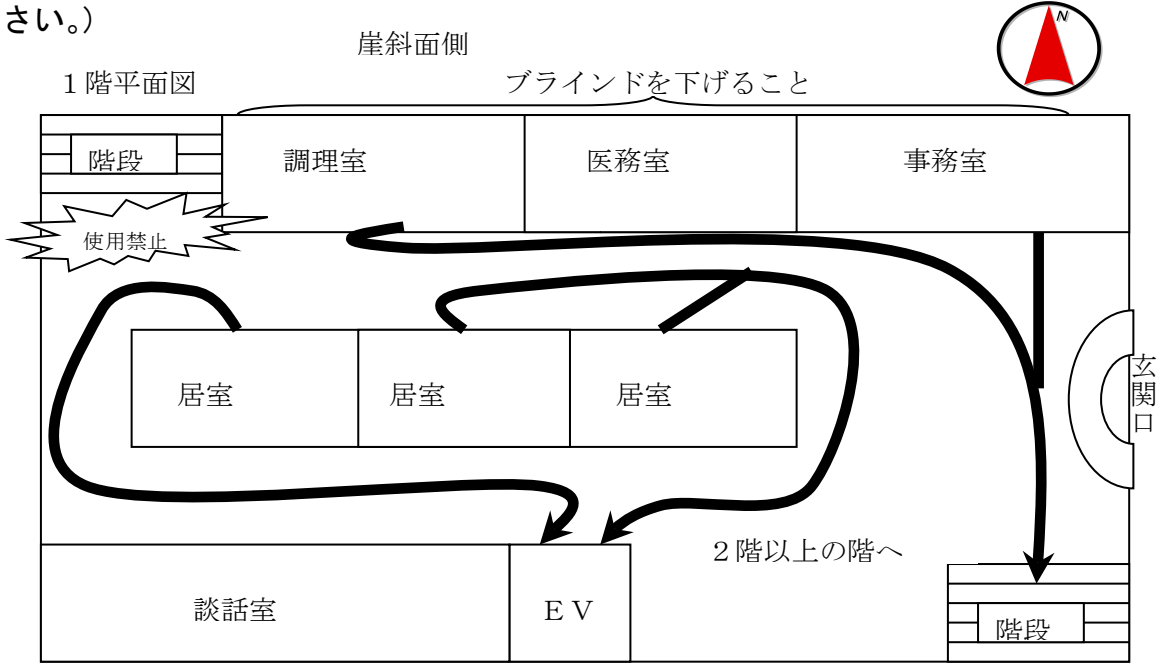 さい。)
崖斜面側
N
1階平面図
ブラインドを下げること
階段
調理室
医務室
事務室
使用禁止
居室
居室
居室
玄関口
2階以上の階へ
談話室
EV
階段